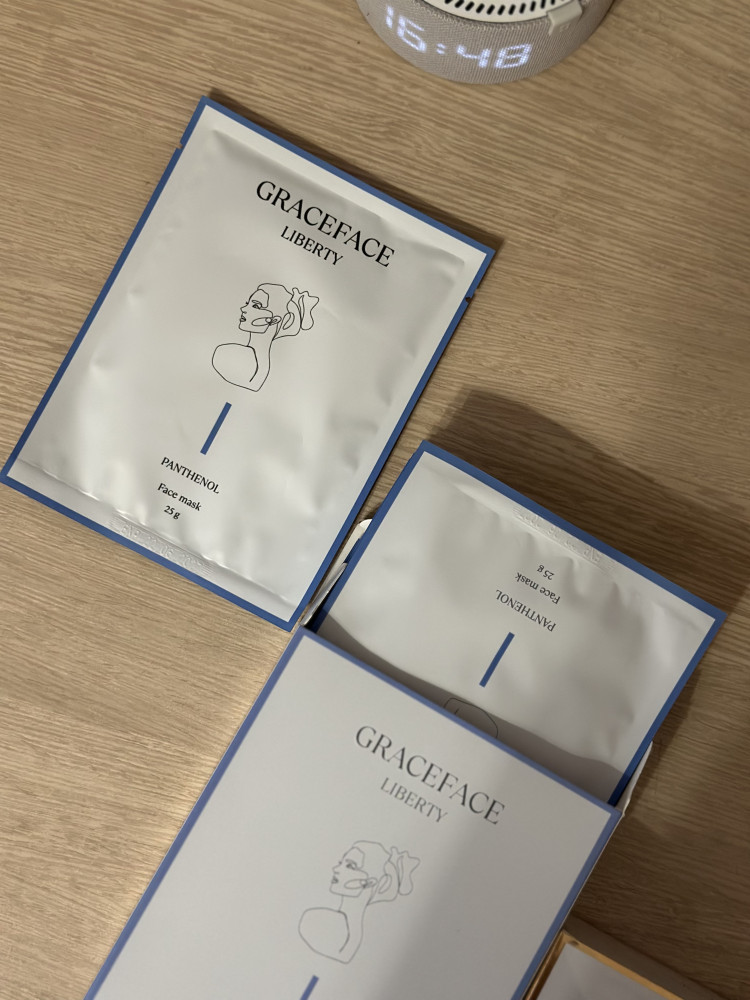 16:48
GRACEFACE
LIBERTY
PANTHENOL
Face mask
25 g
PANTHENOL
Face mask
25 g
GRACEFACE
LIBERTY